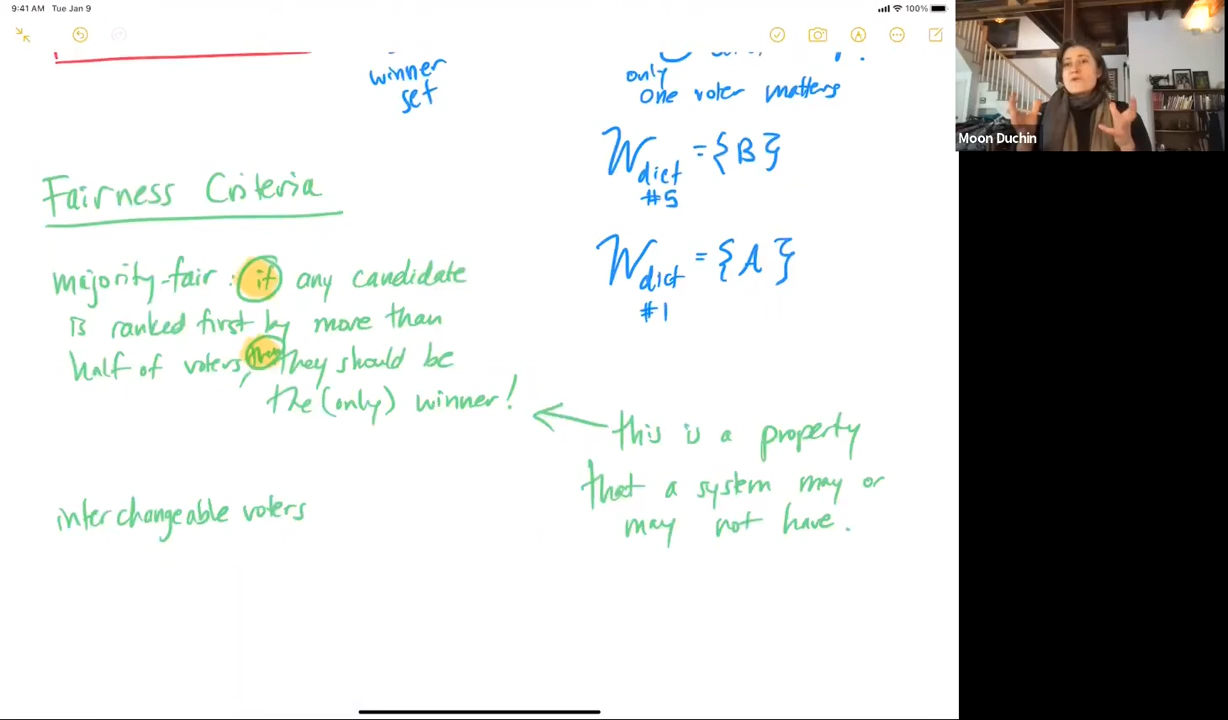 9:41 AM Tue Jan 9
100%
winner
set
only
one voter matters
W dict #5 = {B}
W dict #1 = {A}
Fairness Criteria
majority-fair : if any candidate
is ranked first by more than
half of voters, then they should be
the (only) winner!
this is a property
that a system may or
may not have.
interchangeable voters
Moon Duchin